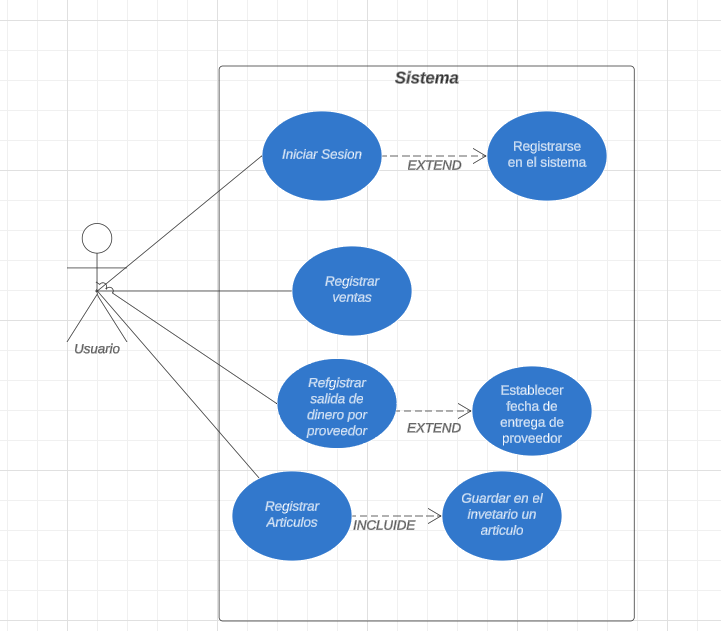 Sistema
Iniciar Sesion
EXTEND
Registrarse
en el sistema
Registrar
ventas
Usuario
Refgistrar
salida de
dinero por
proveedor
EXTEND
Establecer
fecha de
entrega de
proveedor
Registrar
Articulos
INCLUIDE
Guardar en el
invetario un
articulo